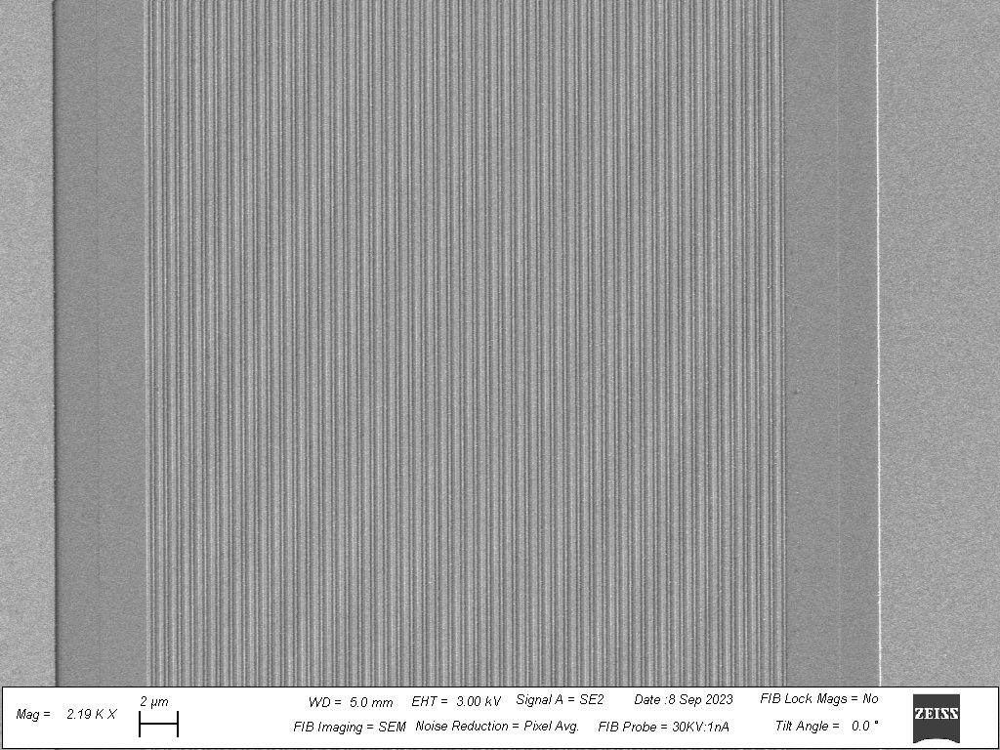 Mag = 2.19 K X
2 µm
WD = 5.0 mm EHT = 3.00 kV Signal A = SE2 Date :8 Sep 2023 FIB Lock Mags = No
FIB Imaging = SEM Noise Reduction = Pixel Avg. FIB Probe = 30KV:1nA Tilt Angle = 0.0 °
ZEISS